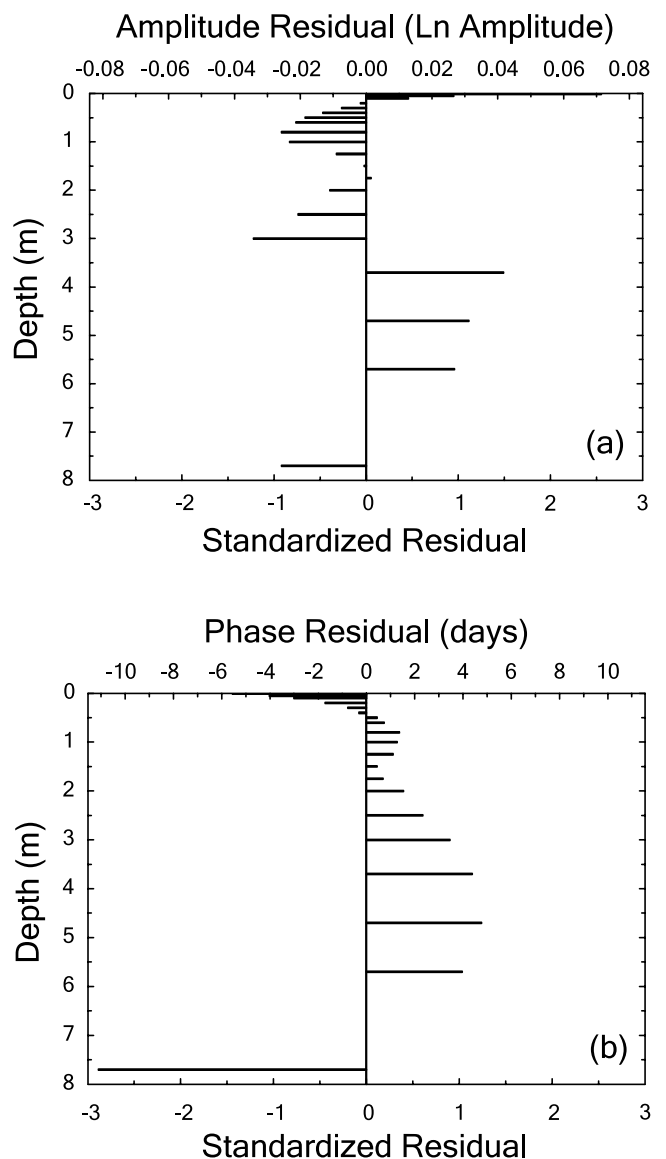 Amplitude Residual (Ln Amplitude)
-0.08 -0.06 -0.04 -0.02 0.00 0.02 0.04 0.06 0.08
0
1
2
3
4
5
6
7
8
Depth (m)
(a)
-3 -2 -1 0 1 2 3
Standardized Residual
Phase Residual (days)
-10 -8 -6 -4 -2 0 2 4 6 8 10
0
1
2
3
4
5
6
7
8
Depth (m)
(b)
-3 -2 -1 0 1 2 3
Standardized Residual